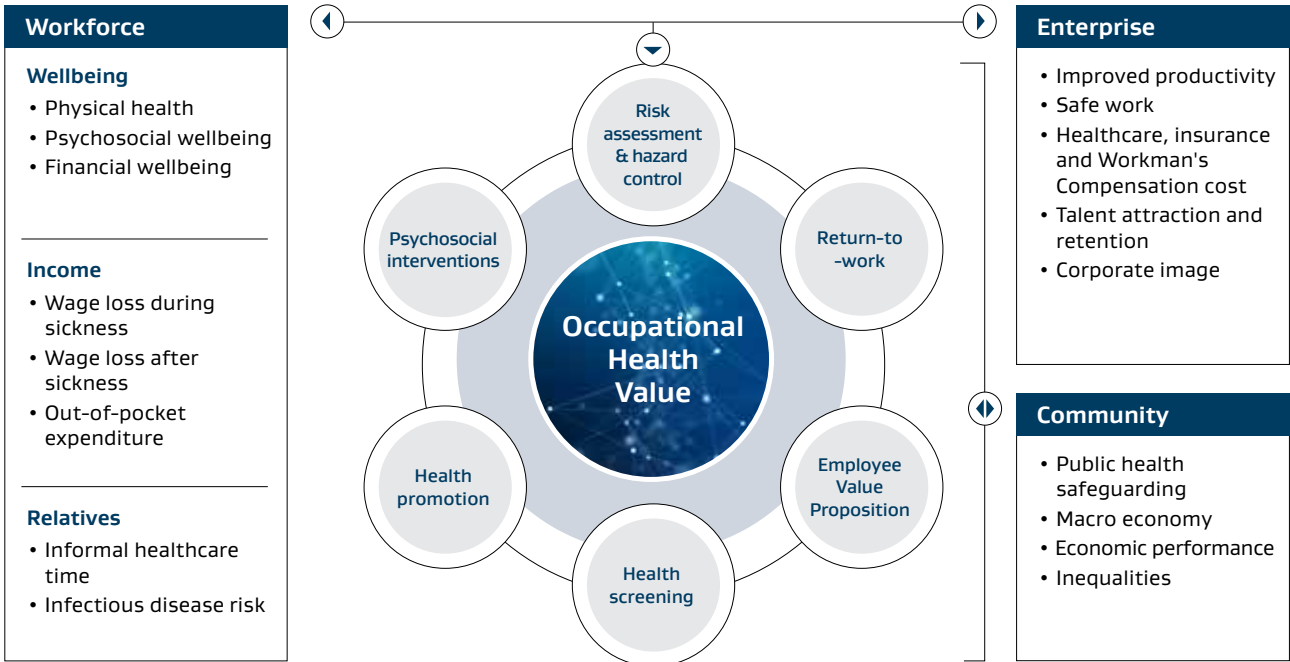 Workforce
Wellbeing
• Physical health
• Psychosocial wellbeing
• Financial wellbeing
Income
• Wage loss during
sickness
• Wage loss after
sickness
• Out-of-pocket
expenditure
Relatives
• Informal healthcare
time
• Infectious disease risk
Risk
assessment
& hazard
control
Return-to
-work
Employee
Value
Proposition
Health
screening
Health
promotion
Psychosocial
interventions
Occupational
Health
Value
Enterprise
• Improved productivity
• Safe work
• Healthcare, insurance
and Workman's
Compensation cost
• Talent attraction and
retention
• Corporate image
Community
• Public health
safeguarding
• Macro economy
• Economic performance
• Inequalities